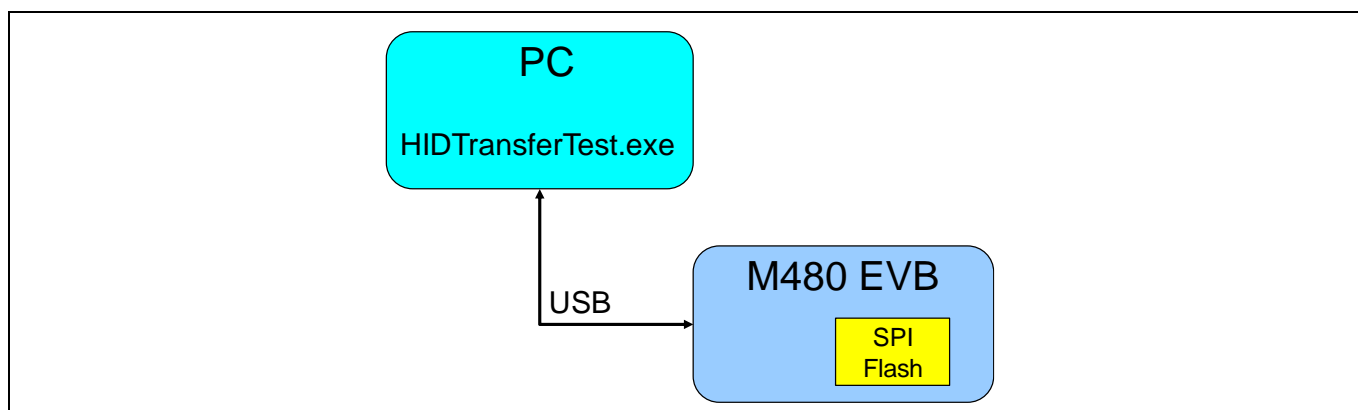 PC
HIDTransferTest.exe
USB
M480 EVB
SPI
Flash